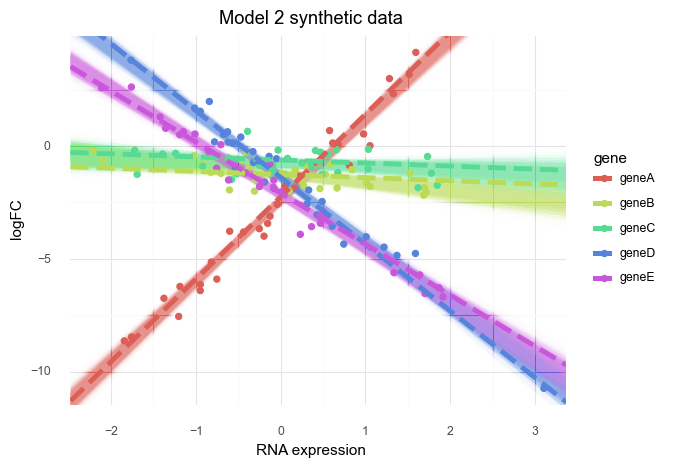 Model 2 synthetic data
logFC
0
−5
−10
−2
−1
0
1
2
3
RNA expression
gene
geneA
geneB
geneC
geneD
geneE